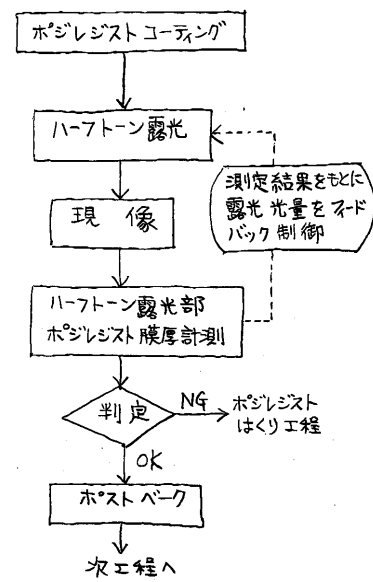 ポジレジストコーティング
ハーフトーン露光
測定結果をもとに
露光光量をフィード
バック制御
現像
ハーフトーン露光部
ポジレジスト膜厚計測
判定
NG
ポジレジスト
はくり工程
OK
ポストベーク
次工程へ